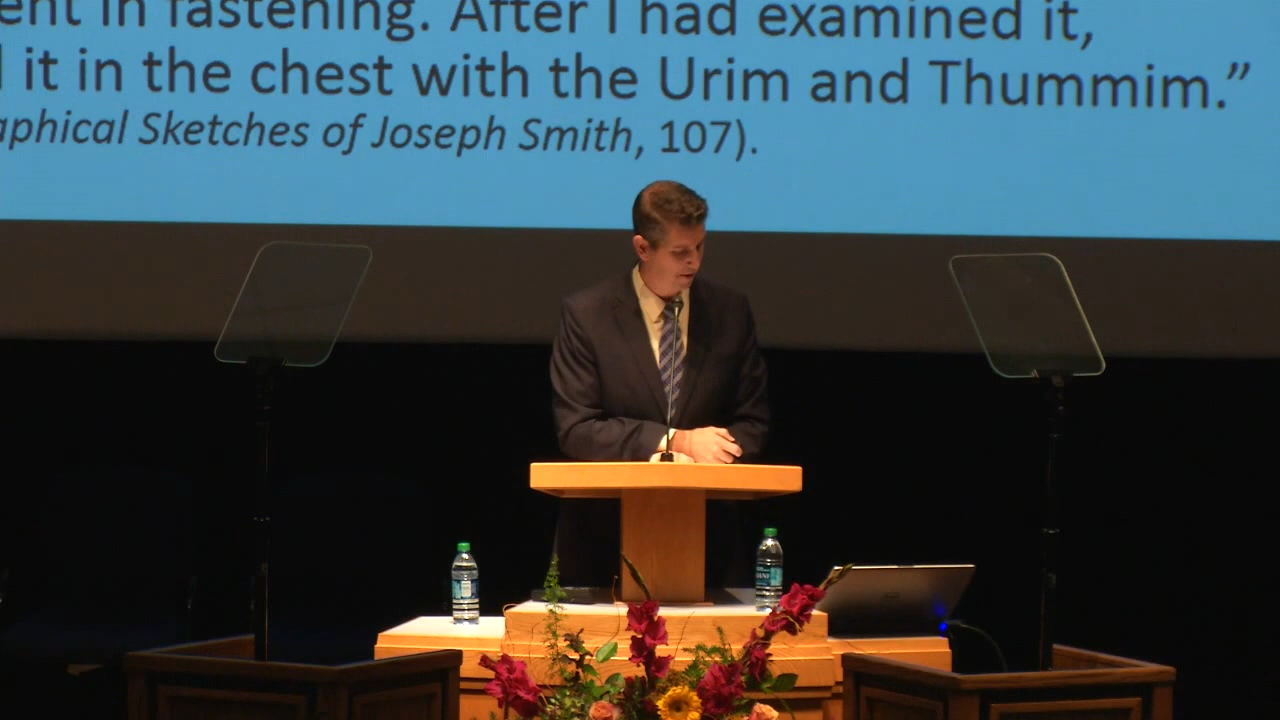 ent in fastening. After I had examined it,
it in the chest with the Urim and Thummim.”
aphical Sketches of Joseph Smith, 107).